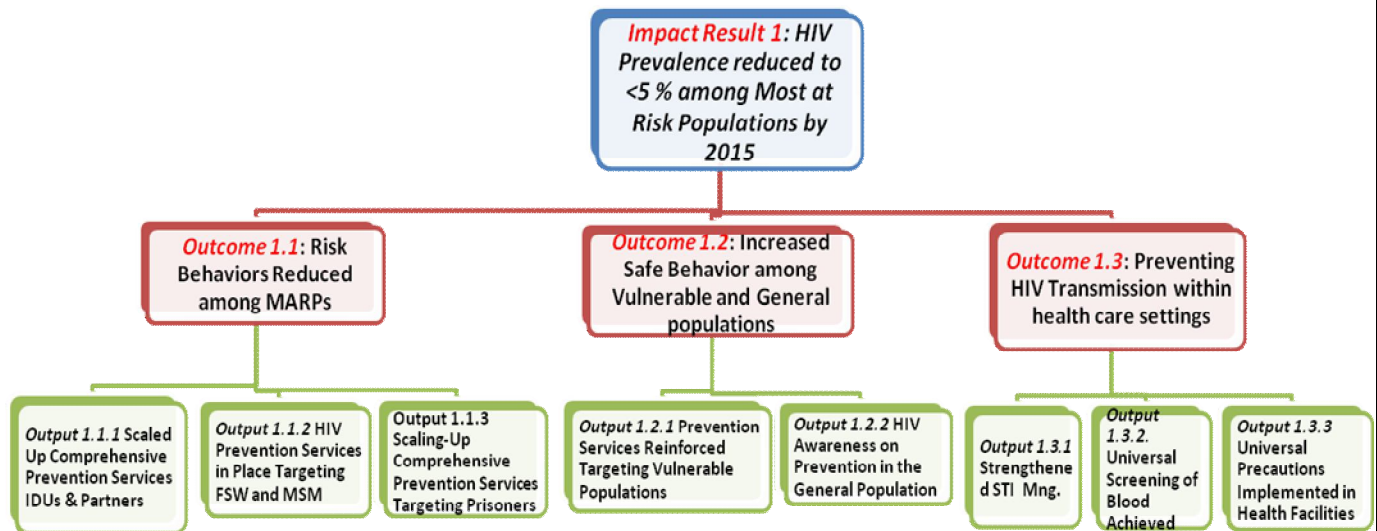 Impact Result 1: HIV
Prevalence reduced to
<5 % among Most at
Risk Populations by
2015
Outcome 1.1: Risk
Behaviors Reduced
among MARPs
Outcome 1.2: Increased
Safe Behavior among
Vulnerable and General
populations
Outcome 1.3: Preventing
HIV Transmission within
health care settings
Output 1.1.1 Scaled
Up Comprehensive
Prevention Services
IDUs & Partners
Output 1.1.2 HIV
Prevention Services
in Place Targeting
FSW and MSM
Output 1.1.3
Scaling-Up
Comprehensive
Prevention Services
Targeting Prisoners
Output 1.2.1 Prevention
Services Reinforced
Targeting Vulnerable
Populations
Output 1.2.2 HIV
Awareness on
Prevention in the
General Population
Output 1.3.1
Strengthene
d STI Mng.
Output
1.3.2.
Universal
Screening of
Blood
Achieved
Output 1.3.3
Universal
Precautions
Implemented in
Health Facilities